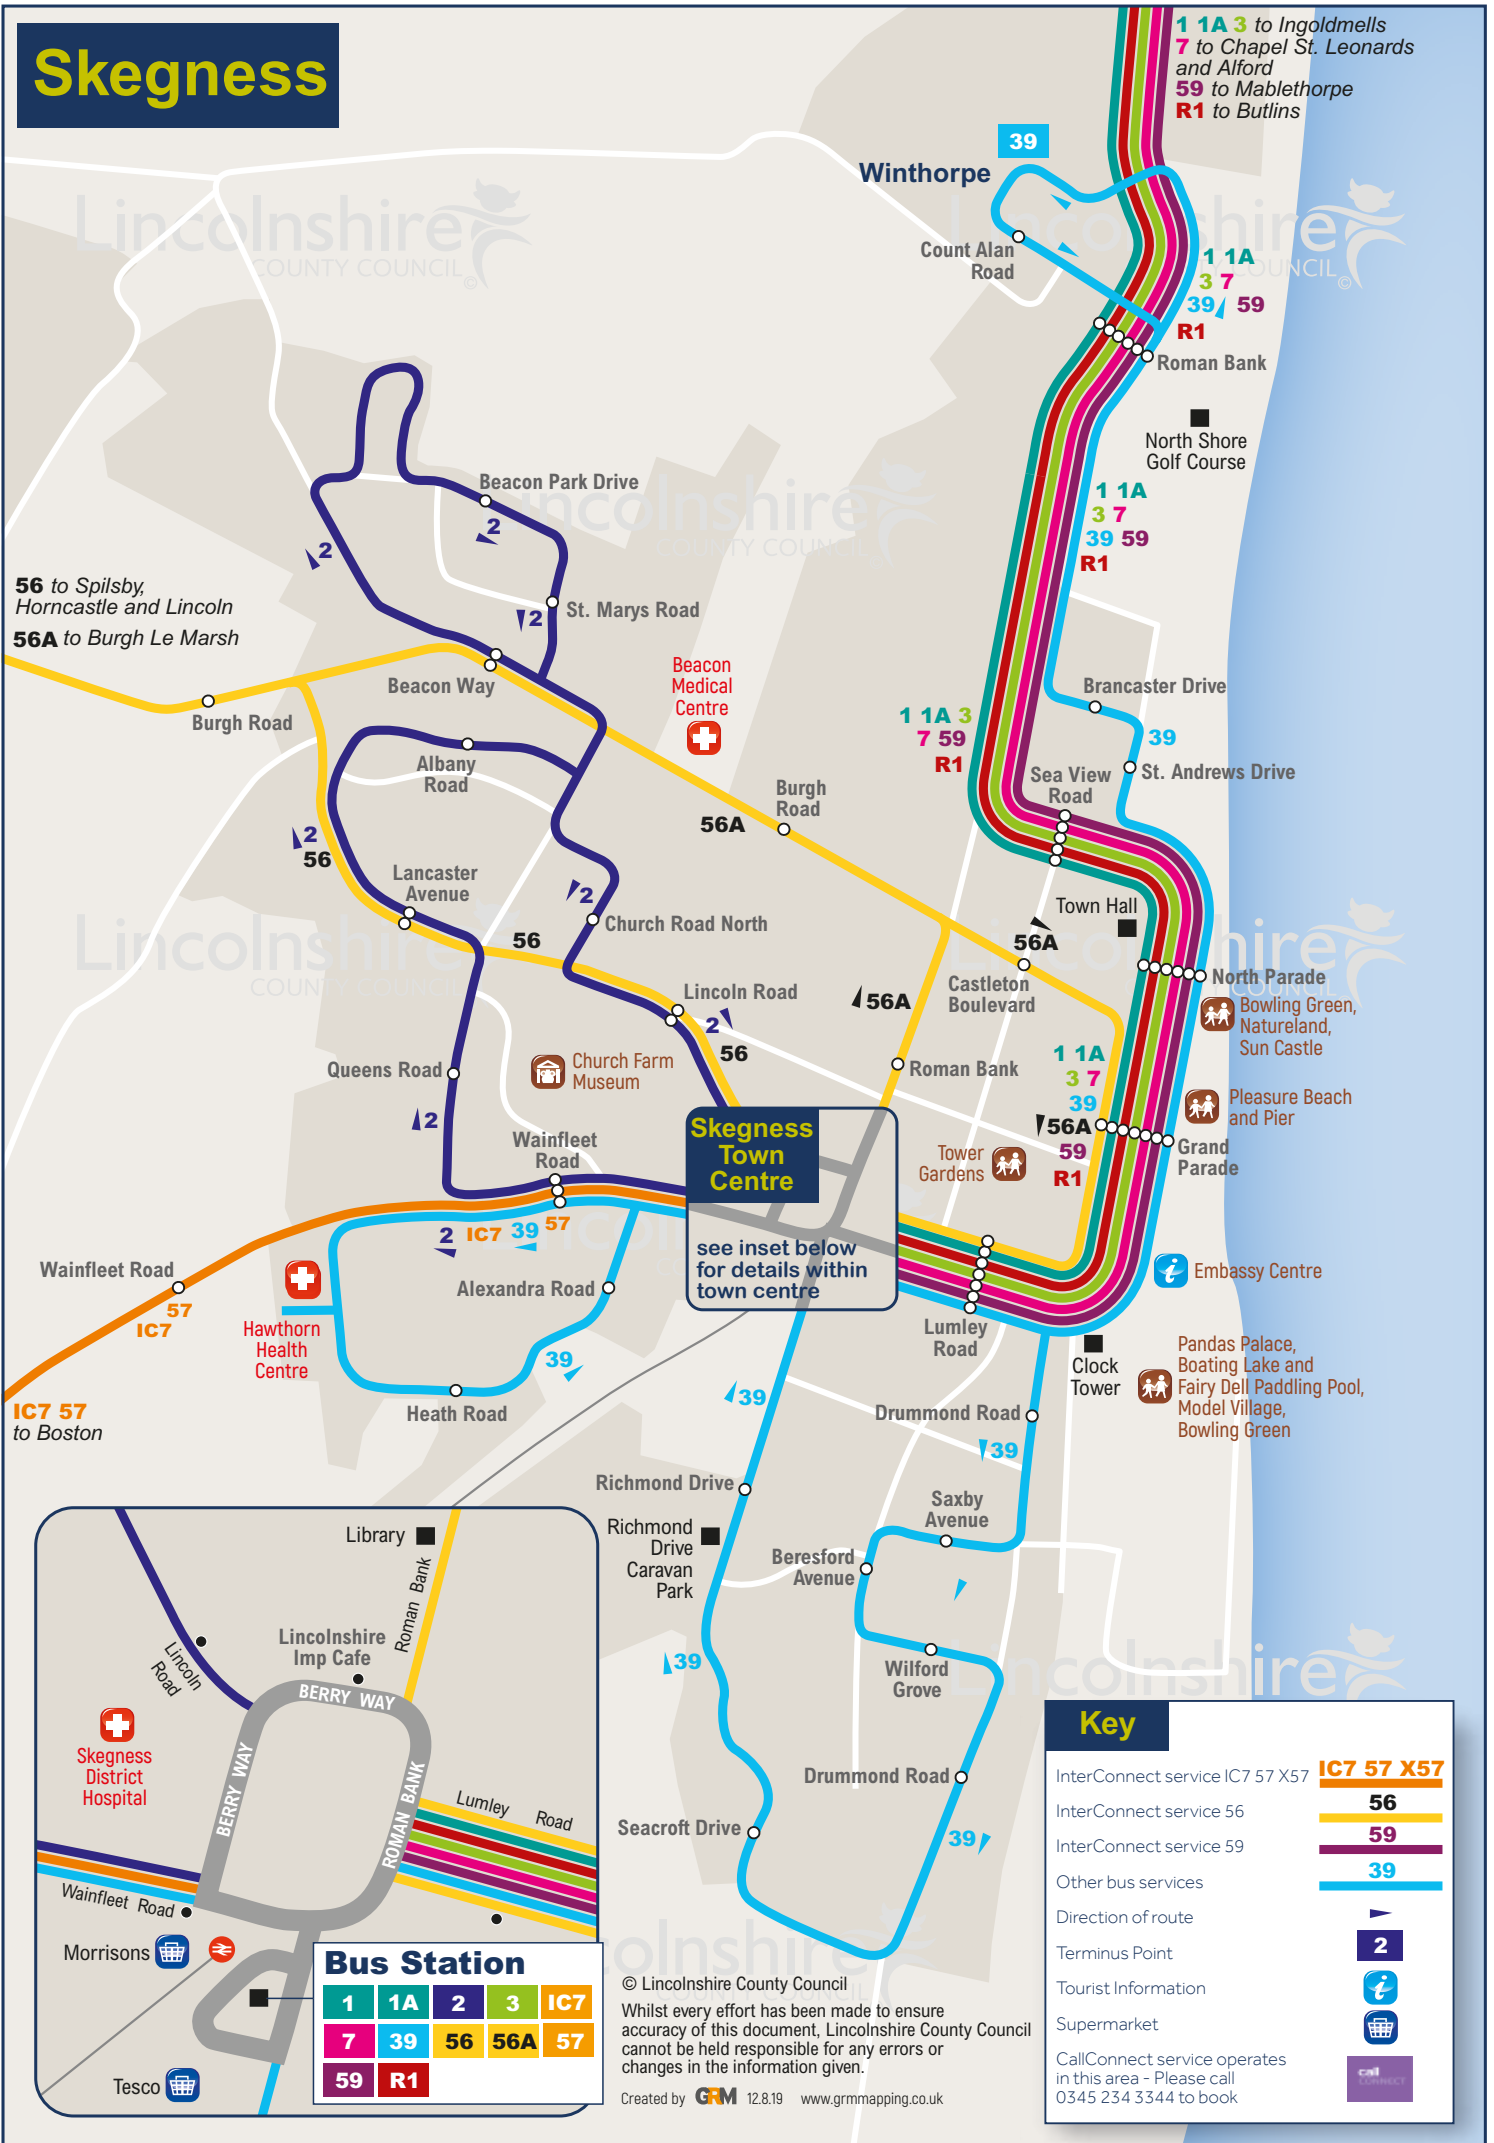 Skegness
1 1A 3 to Ingoldmells
7 to Chapel St. Leonards
and Alford
59 to Mablethorpe
R1 to Butlins
39
Winthorpe
Lincolnshire
COUNTY COUNCIL ©
Count Alan
Road
1 1A
3 7
39 59
R1
Roman Bank
North Shore
Golf Course
1 1A
3 7
39 59
R1
Beacon Park Drive
2
2
Lincolnshire
COUNTY COUNCIL
56 to Spilsby,
Horncastle and Lincoln
56A to Burgh Le Marsh
2
St. Marys Road
Beacon
Medical
Centre
Beacon Way
Burgh Road
Brancaster Drive
1 1A 3
7 59
R1
39
St. Andrews Drive
Sea View
Road
Albany
Road
Burgh
Road
56A
2
56
Lancaster
Avenue
2
Church Road North
56
Town Hall
56A
Lincolnshire
COUNTY COUNCIL
North Parade
Castleton
Boulevard
56A
Lincoln Road
2
56
Bowling Green,
Natureland,
Sun Castle
Queens Road
Church Farm
Museum
Roman Bank
1 1A
3 7
39
56A
59
R1
Pleasure Beach
and Pier
2
Skegness
Town
Centre
Wainfleet
Road
Tower
Gardens
Grand
Parade
2 IC7 39 57
see inset below
for details within
town centre
Wainfleet Road
57
IC7
Alexandra Road
Embassy Centre
Hawthorn
Health
Centre
Lumley
Road
39
Clock
Tower
Pandas Palace,
Boating Lake and
Fairy Dell Paddling Pool,
Model Village,
Bowling Green
39
IC7 57
to Boston
Heath Road
Drummond Road
39
Richmond Drive
Saxby
Avenue
Richmond
Drive
Caravan
Park
Beresford
Avenue
39
Wilford
Grove
Lincolnshire
Drummond Road
Seacroft Drive
39
Library
Roman Bank
Lincolnshire
Imp Cafe
Lincoln
Road
BERRY WAY
BERRY WAY
ROMAN BANK
Skegness
District
Hospital
Lumley Road
Wainfleet Road
Morrisons
Tesco
Bus Station
1 1A 2 3 IC7
7 39 56 56A 57
59 R1
© Lincolnshire County Council
Whilst every effort has been made to ensure
accuracy of this document, Lincolnshire County Council
cannot be held responsible for any errors or
changes in the information given.
Created by GRM 12.8.19 www.grmmapping.co.uk
Key
InterConnect service IC7 57 X57 IC7 57 X57
InterConnect service 56 56
InterConnect service 59 59
Other bus services 39
Direction of route
Terminus Point 2
Tourist Information
Supermarket
CallConnect service operates
in this area - Please call
0345 234 3344 to book
call
CONNECT